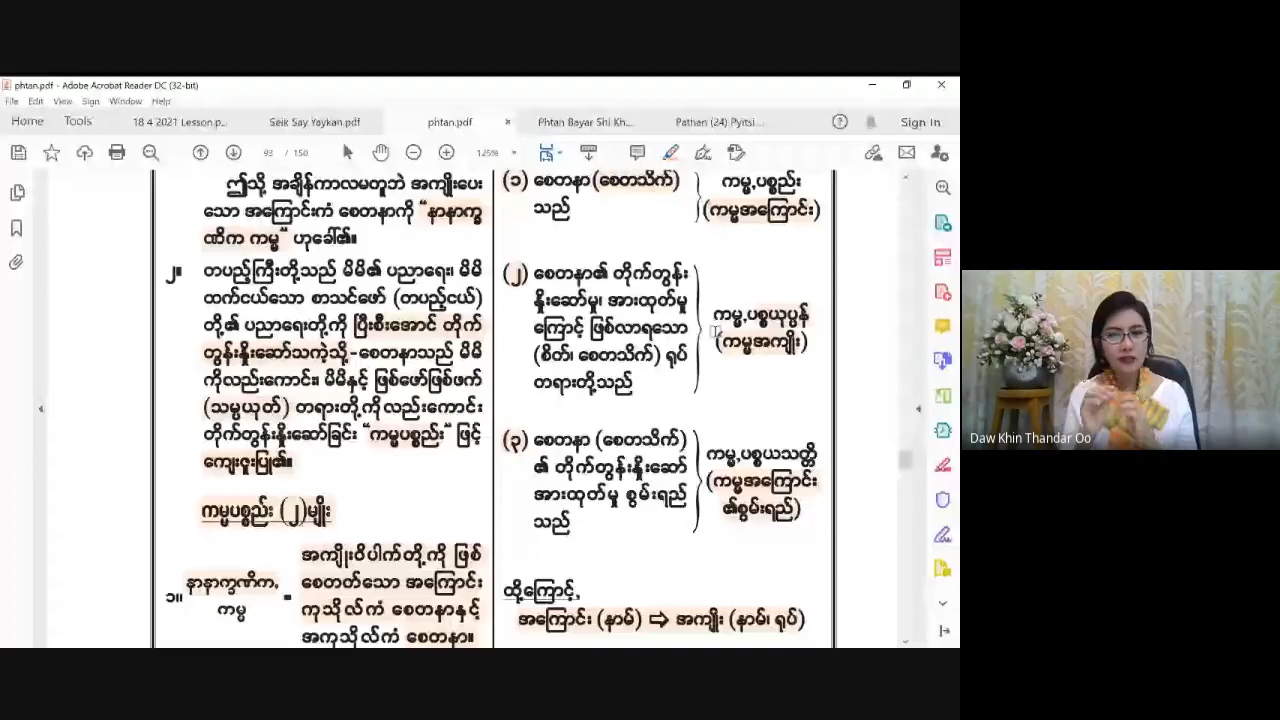 phtan.pdf - Adobe Acrobat Reader DC (32-bit)
File Edit View Sign Window Help
Home Tools 18 4 2021 Lesson p... Seik Say Yaykan.pdf phtan.pdf × Phtan Bayar Shi Kh... Pathan (24) Pyitsi... Sign In
93 / 150 125%
ဤသို့ အချိန်ကာလမတူဘဲ အကျိုးပေး
သော အကြောင်းကံ စေတနာကို “နာနာက္ခ
ဏိက ကမ္မ“ ဟုခေါ်၏။
၂။ တပည့်ကြီးတို့သည် မိမိ၏ ပညာရေး၊ မိမိ
ထက်ငယ်သော စာသင်ဖော် (တပည့်ငယ်)
တို့၏ ပညာရေးတို့ကို ပြီးစီးအောင် တိုက်
တွန်းနှိုးဆော်သကဲ့သို့-စေတနာသည် မိမိ
ကိုလည်းကောင်း၊ မိမိနှင့် ဖြစ်ဖော်ဖြစ်ဖက်
(သမ္ပယုတ်) တရားတို့ကိုလည်းကောင်း
တိုက်တွန်းနှိုးဆော်ခြင်း “ကမ္မပစ္စည်း“ ဖြင့်
ကျေးဇူးပြု၏။
ကမ္မပစ္စည်း (၂)မျိုး
၁။ နာနာက္ခဏိက,
ကမ္မ
= အကျိုးဝိပါက်တို့ကို ဖြစ်
စေတတ်သော အကြောင်း
ကုသိုလ်ကံ စေတနာနှင့်
အကုသိုလ်ကံ စေတနာ။
(၁) စေတနာ(စေတသိက်)
သည်
ကမ္မ,ပစ္စည်း
(ကမ္မအကြောင်း)
(၂) စေတနာ၏ တိုက်တွန်း
နှိုးဆော်မှု၊ အားထုတ်မှု
ကြောင့် ဖြစ်လာရသော
(စိတ်၊ စေတသိက်) ရုပ်
တရားတို့သည်
ကမ္မ,ပစ္စယုပ္ပန်
(ကမ္မအကျိုး)
(၃) စေတနာ (စေတသိက်)
၏ တိုက်တွန်းနှိုးဆော်
အားထုတ်မှု စွမ်းရည်
သည်
ကမ္မ,ပစ္စယသတ္တိ
(ကမ္မအကြောင်း
၏စွမ်းရည်)
ထို့ကြောင့်,
အကြောင်း (နာမ်) ⇨ အကျိုး (နာမ်၊ ရုပ်)
Daw Khin Thandar Oo